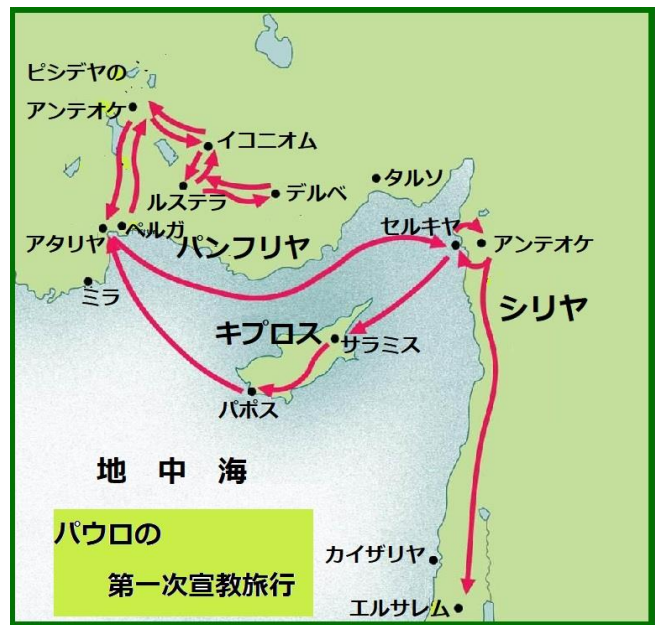 ピシデヤの
アンテオケ
イコニオム
ルステラ
デルベ
タルソ
アタリヤ
ペルガ
パンフリヤ
セルキヤ
アンテオケ
ミラ
シリヤ
キプロス
サラミス
パポス
地 中 海
パウロの
第一次宣教旅行
カイザリヤ
エルサレム